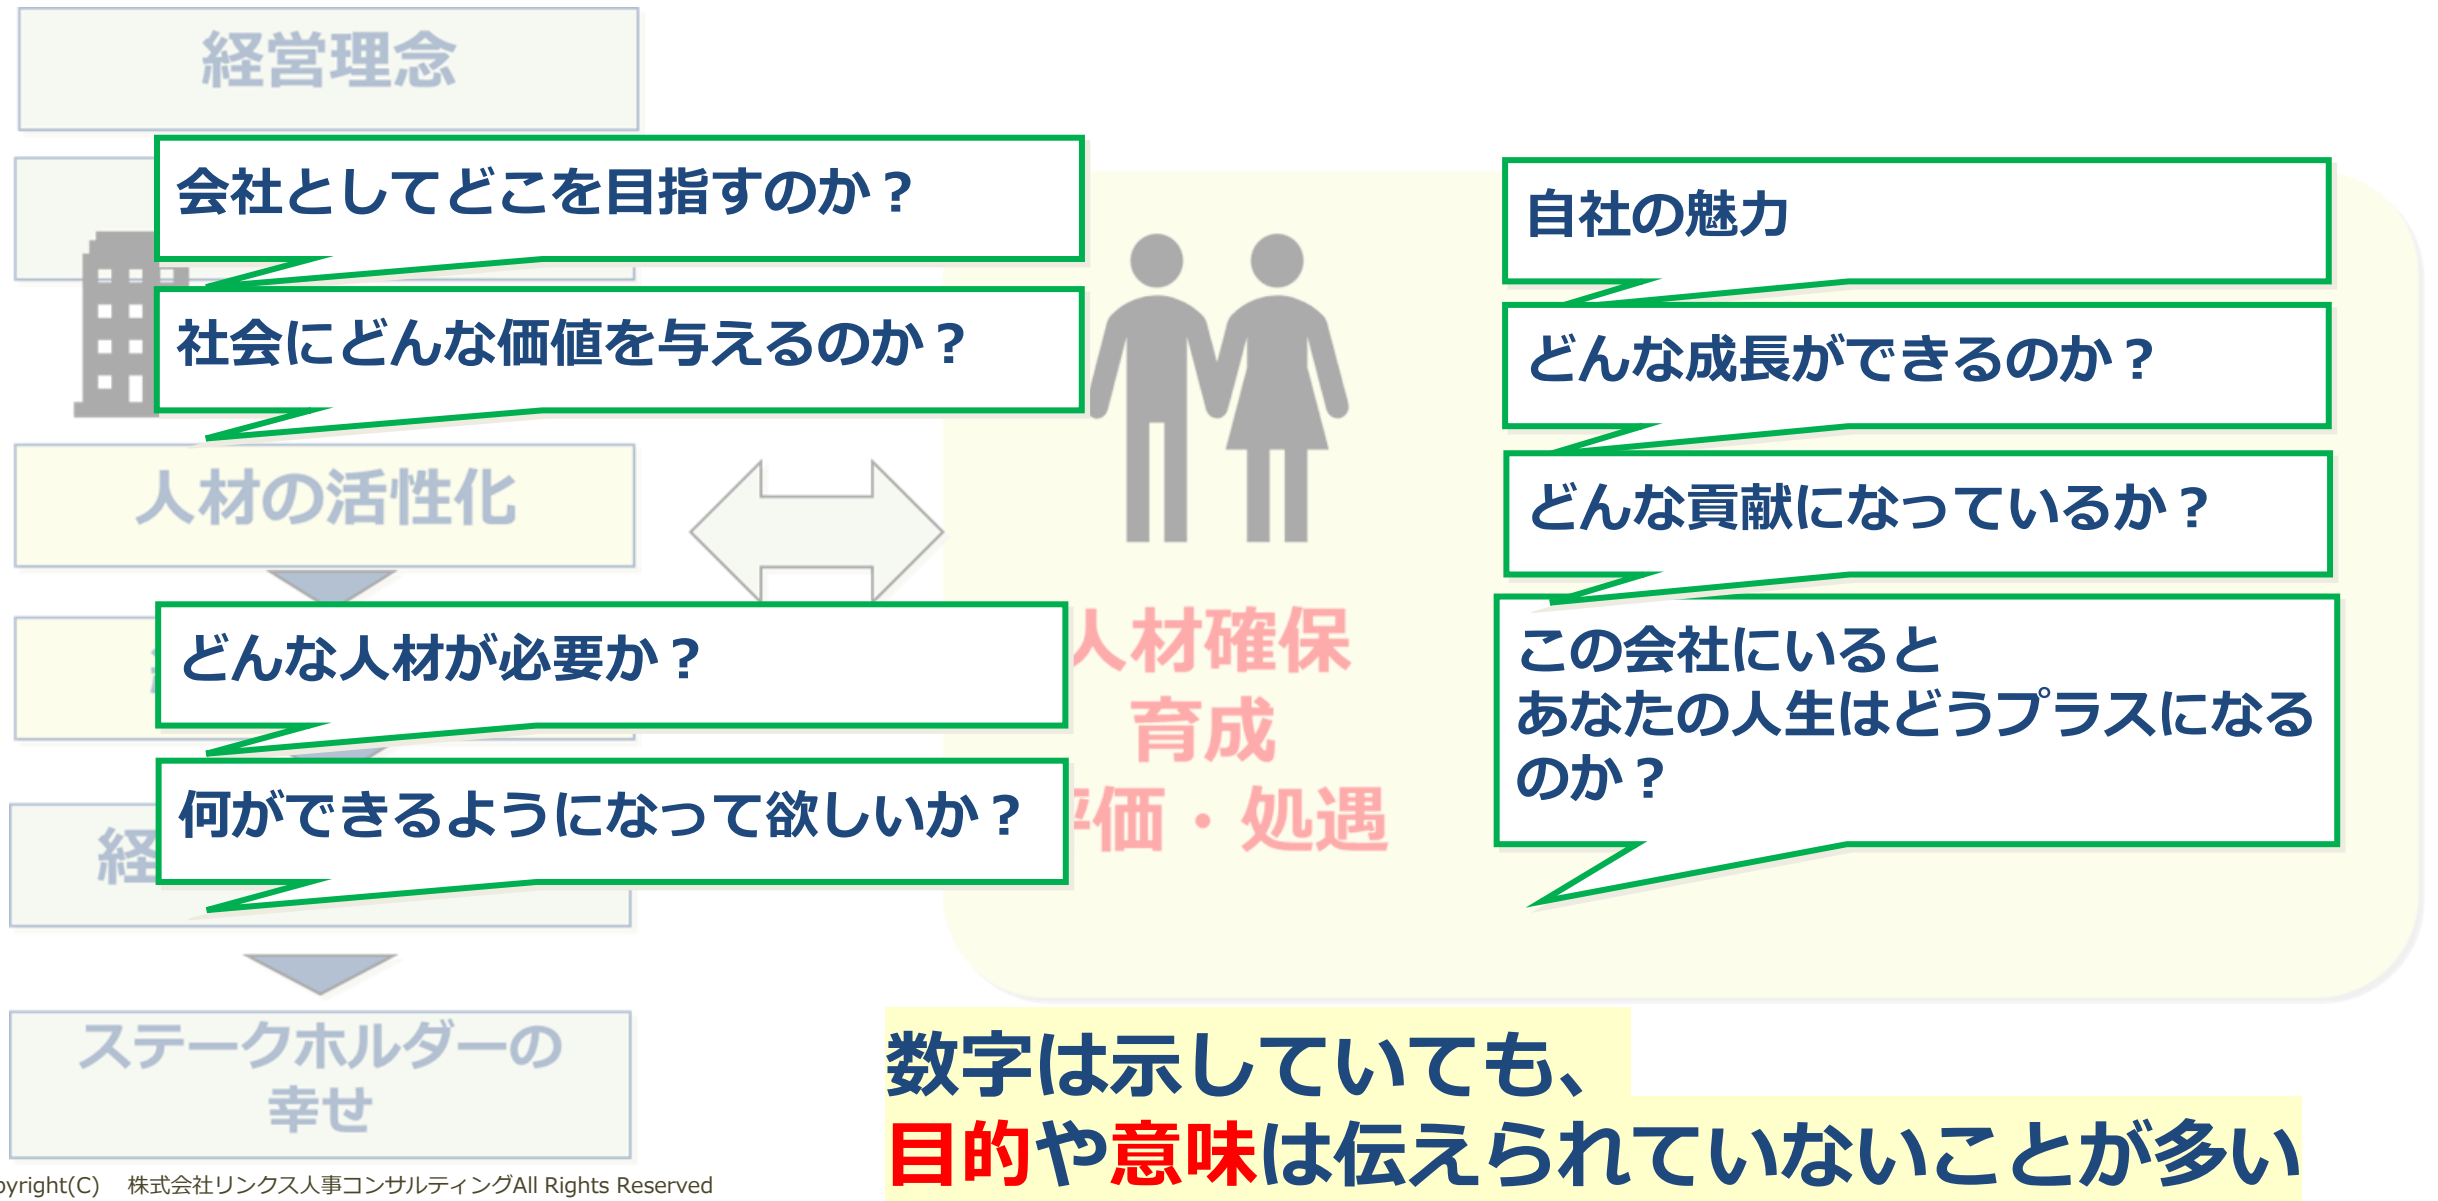 経営理念
会社としてどこを目指すのか？
社会にどんな価値を与えるのか？
人材の活性化
どんな人材が必要か？
経
何ができるようになって欲しいか？
ステークホルダーの
幸せ
人材確保
育成
価・処遇
自社の魅力
どんな成長ができるのか？
どんな貢献になっているか？
この会社にいると
あなたの人生はどうプラスになる
のか？
数字は示していても、
目的や意味は伝えられていないことが多い
pyright(C) 株式会社リンクス人事コンサルティングAll Rights Reserved